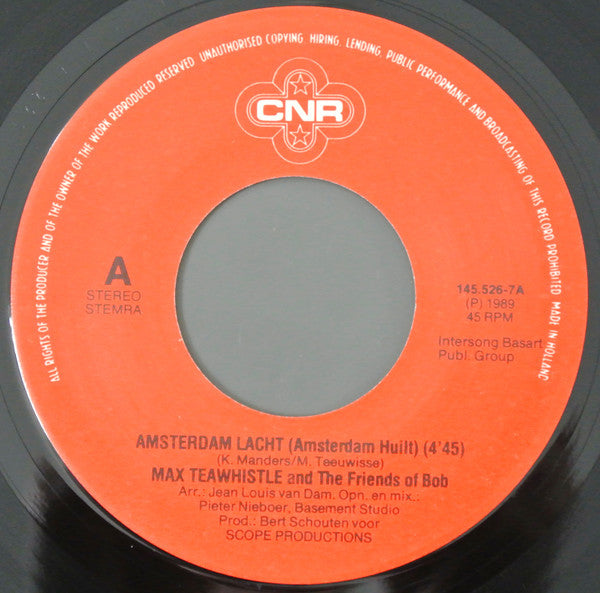 ALL RIGHTS OF THE PRODUCER AND OF THE OWNER OF THE WORK REPRODUCED RESERVED UNAUTHORISED COPYING, HIRING, LENDING, PUBLIC PERFORMANCE AND BROADCASTING OF THIS RECORD PROHIBITED MADE IN HOLLAND
CNR
A
STEREO
STEMRA
145.526-7A
(P) 1989
45 RPM
Intersong Basart
Publ. Group
AMSTERDAM LACHT (Amsterdam Huilt) (4'45)
(K. Manders/M. Teeuwisse)
MAX TEAWHISTLE and The Friends of Bob
Arr.: Jean Louis van Dam. Opn. en mix.:
Pieter Nieboer, Basement Studio
Prod.: Bert Schouten voor
SCOPE PRODUCTIONS